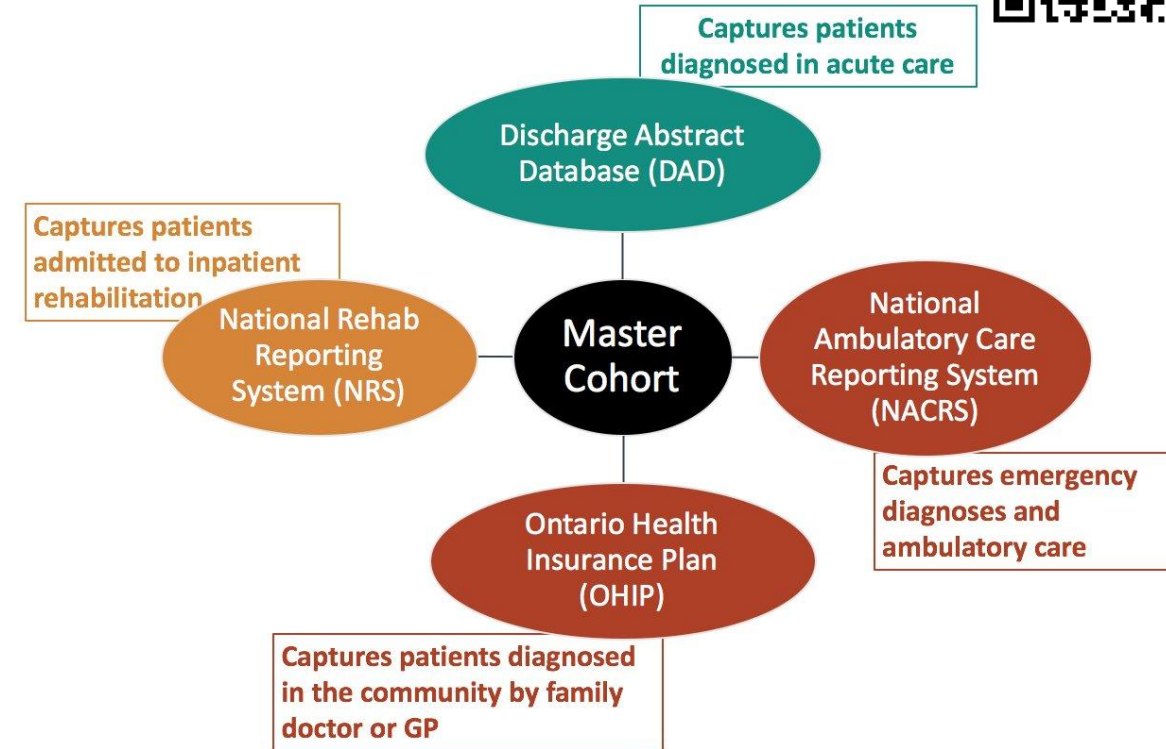 Captures patients
diagnosed in acute care
Discharge Abstract
Database (DAD)
Captures patients
admitted to inpatient
rehabilitation
National Rehab
Reporting
System (NRS)
Master
Cohort
National
Ambulatory Care
Reporting System
(NACRS)
Captures emergency
diagnoses and
ambulatory care
Ontario Health
Insurance Plan
(OHIP)
Captures patients diagnosed
in the community by family
doctor or GP